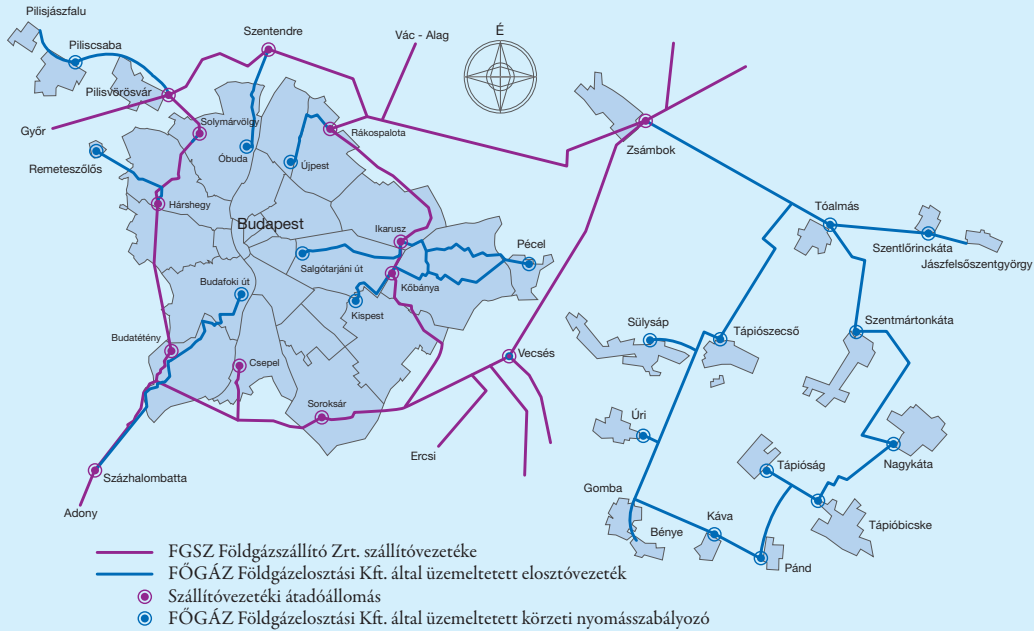 Pilisjászfalu
Piliscsaba
Pilisvörösvár
Szentendre
Vác - Alag
É
Győr
Solymárvölgy
Rákospalota
Zsámbok
Óbuda
Újpest
Remeteszőlős
Hárshegy
Budapest
Ikarusz
Salgótarjáni út
Pécel
Tóalmás
Szentlőrinckáta
Jászfelsőszentgyörgy
Budafoki út
Kőbánya
Kispest
Sülysáp
Tápiószecső
Szentmártonkáta
Budatétény
Csepel
Vecsés
Soroksár
Úri
Ercsi
Tápióság
Nagykáta
Százhalombatta
Gomba
Káva
Tápióbicske
Adony
Bénye
Pánd
FGSZ Földgázszállító Zrt. szállítóvezetéke
FŐGÁZ Földgázelosztási Kft. által üzemeltetett elosztóvezeték
Szállítóvezetéki átadóállomás
FŐGÁZ Földgázelosztási Kft. által üzemeltetett körzeti nyomásszabályozó